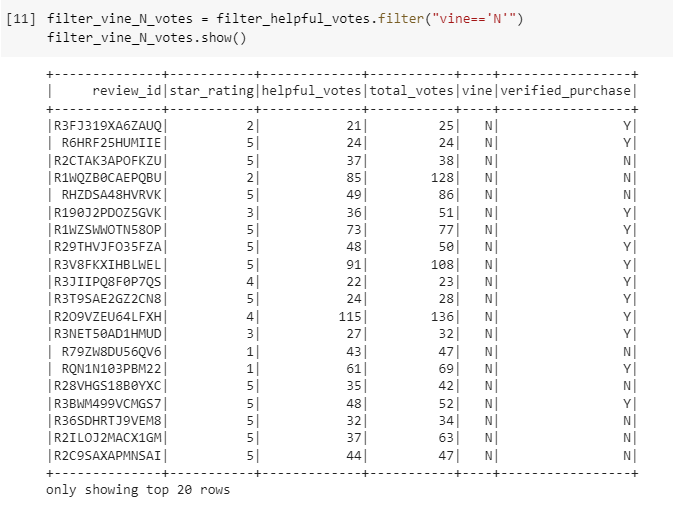 [11] filter_vine_N_votes = filter_helpful_votes.filter("vine=='N'")
filter_vine_N_votes.show()
+--------------+-----------+-------------+-----------+----+-----------------+
|     review_id|star_rating|helpful_votes|total_votes|vine|verified_purchase|
+--------------+-----------+-------------+-----------+----+-----------------+
|R3FJ319XA6ZAUQ|          2|           21|         25|   N|                Y|
| R6HRF25HUMIIE|          5|           24|         24|   N|                Y|
|R2CTAK3APOFKZU|          5|           37|         38|   N|                N|
|R1WQZB0CAEPQBU|          2|           85|        128|   N|                N|
| RHZDSA48HVRVK|          5|           49|         86|   N|                N|
|R190J2PDOZ5GVK|          3|           36|         51|   N|                Y|
|R1WZSWWOTN58OP|          5|           73|         77|   N|                Y|
|R29THVJFO35FZA|          5|           48|         50|   N|                Y|
|R3V8FKXIHBLWEL|          5|           91|        108|   N|                Y|
|R3JIIPQ8F0P7QS|          4|           22|         23|   N|                Y|
|R3T9SAE2GZ2CN8|          5|           24|         28|   N|                Y|
|R2O9VZEU64LFXH|          4|          115|        136|   N|                Y|
|R3NET50AD1HMUD|          3|           27|         32|   N|                Y|
| R79ZW8DU56QV6|          1|           43|         47|   N|                N|
| RQN1N103PBM22|          1|           61|         69|   N|                Y|
|R28VHGS18B0YXC|          5|           35|         42|   N|                N|
|R3BWM499VCMGS7|          5|           48|         52|   N|                Y|
|R36SDHRTJ9VEM8|          5|           32|         34|   N|                N|
|R2ILOJ2MACX1GM|          5|           37|         63|   N|                N|
|R2C9SAXAPMNSAI|          5|           44|         47|   N|                N|
+--------------+-----------+-------------+-----------+----+-----------------+
only showing top 20 rows